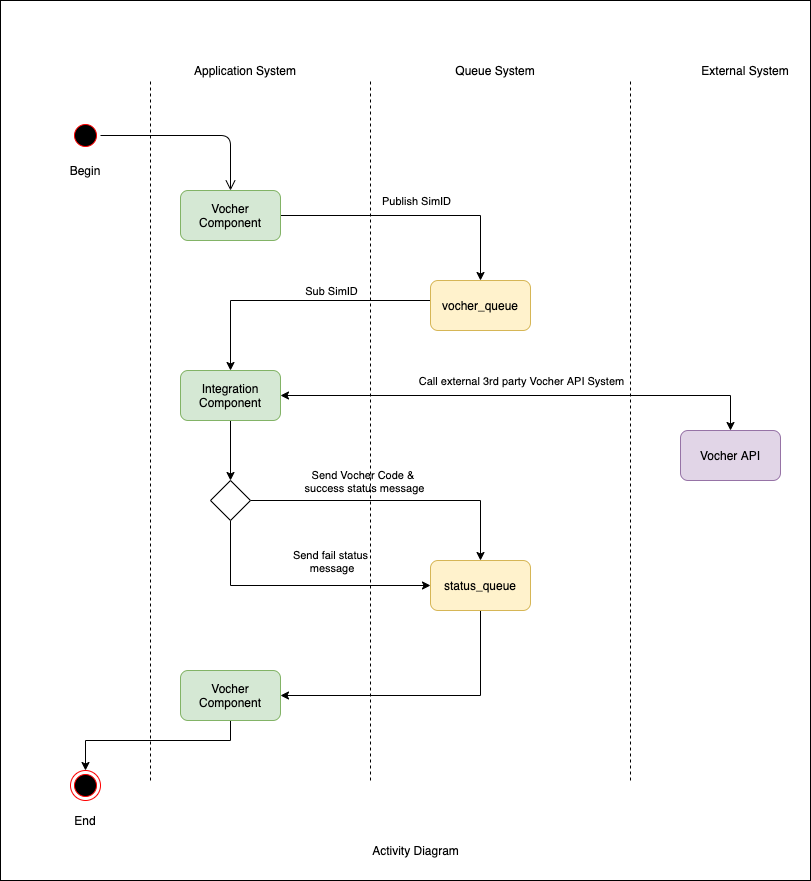 Application System
Queue System
External System
Begin
Vocher
Component
Publish SimID
Sub SimID
vocher_queue
Integration
Component
Call external 3rd party Vocher API System
Vocher API
Send Vocher Code &
success status message
Send fail status
message
status_queue
Vocher
Component
End
Activity Diagram